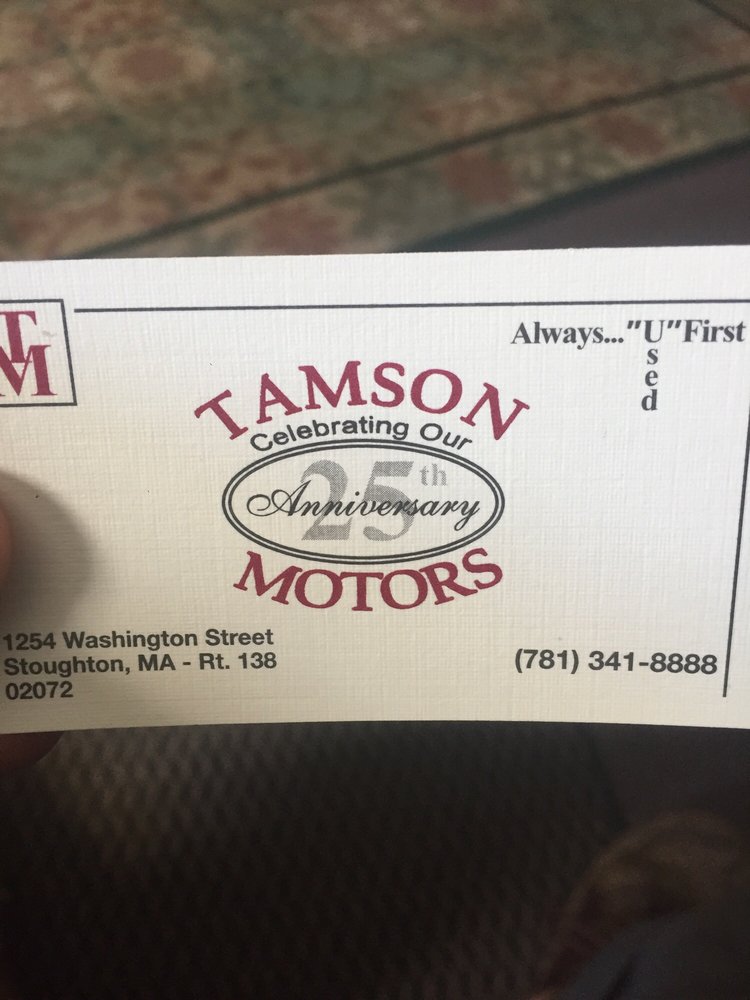 TM
Always..."U"First
s
e
d
TAMSON
Celebrating Our
25th
Anniversary
MOTORS
1254 Washington Street
Stoughton, MA - Rt. 138
02072
(781) 341-8888